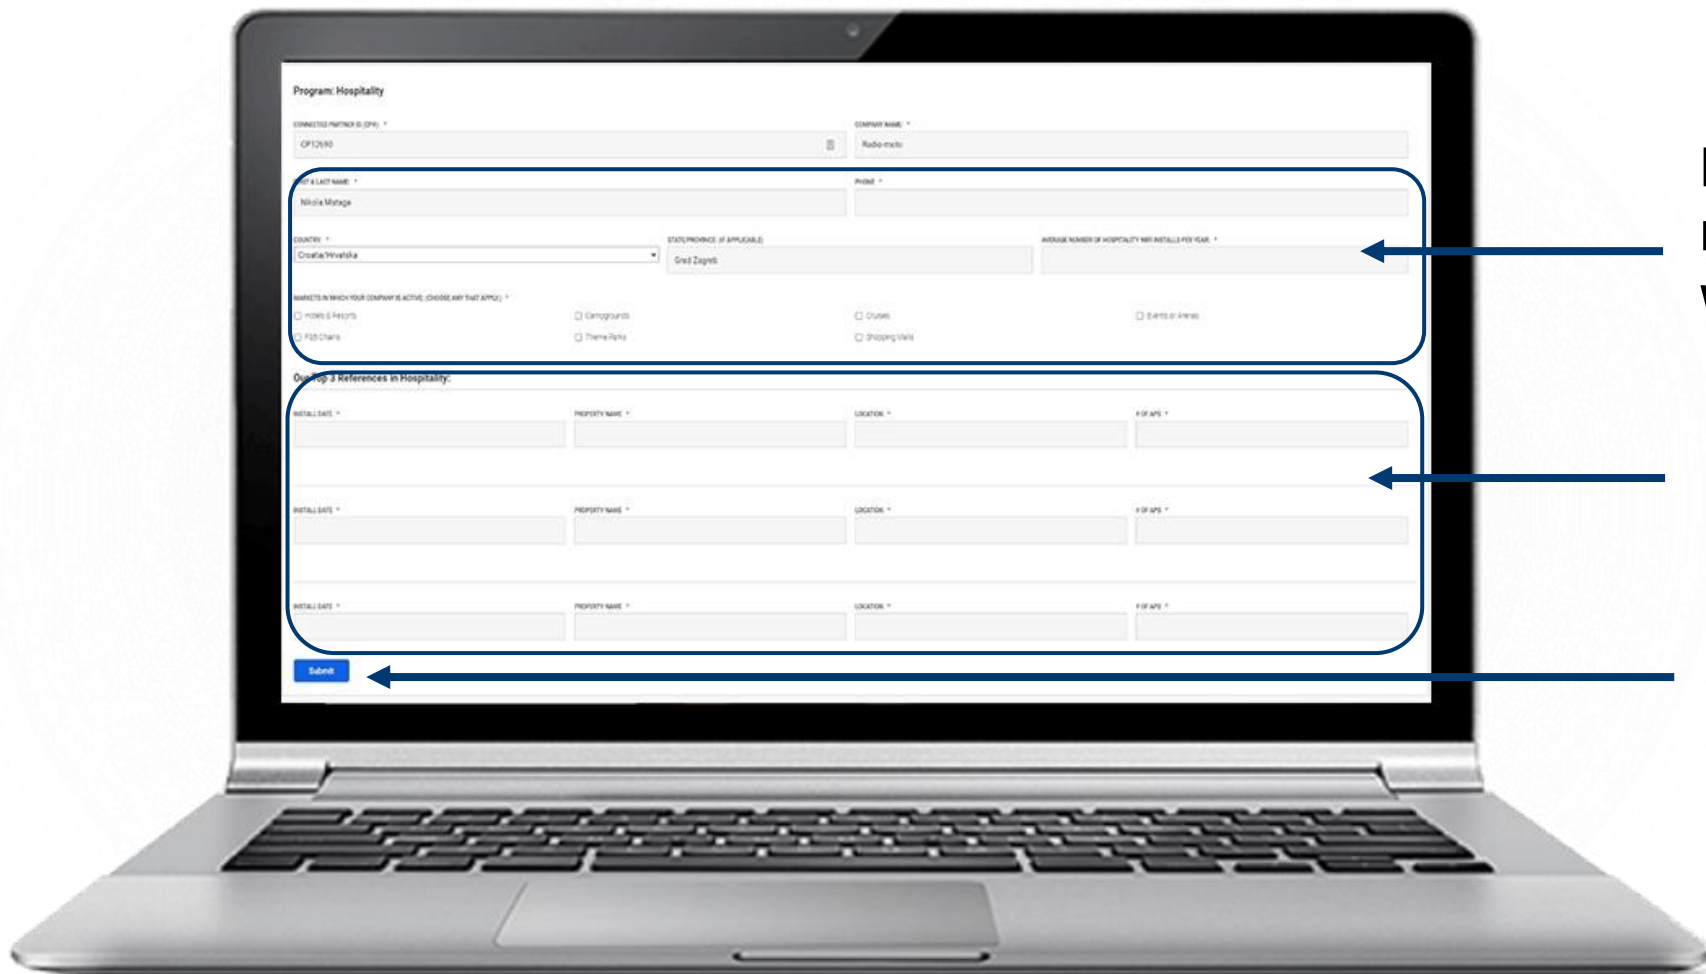 Program: Hospitality
CONNECTED PARTNER ID (CP#): *
COMPANY NAME: *
CP12690
Radio-moto
FIRST & LAST NAME: *
PHONE: *
Nikola Mataga
COUNTRY: *
STATE/PROVINCE: (IF APPLICABLE)
AVERAGE NUMBER OF HOSPITALITY WIFI INSTALLS PER YEAR: *
Croatia/Hrvatska
Grad Zagreb
MARKETS IN WHICH YOUR COMPANY IS ACTIVE: (CHOOSE ANY THAT APPLY) *
Hotels & Resorts
Campgrounds
Cruises
Events or Arenas
F&B Chains
Theme Parks
Shopping Malls
Our Top 3 References in Hospitality:
INSTALL DATE: *
PROPERTY NAME: *
LOCATION: *
# OF APS: *
INSTALL DATE: *
PROPERTY NAME: *
LOCATION: *
# OF APS: *
INSTALL DATE: *
PROPERTY NAME: *
LOCATION: *
# OF APS: *
Submit